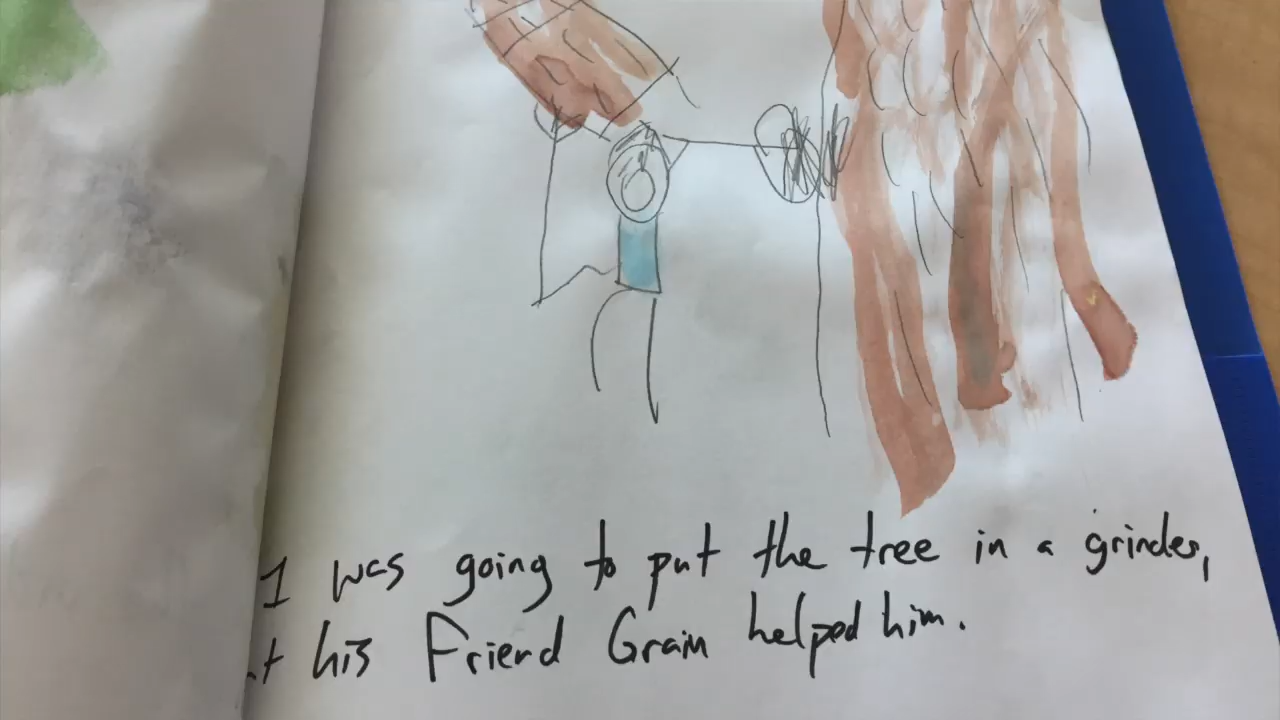 I was going to put the tree in a grinder,
his Friend Grain helped him.